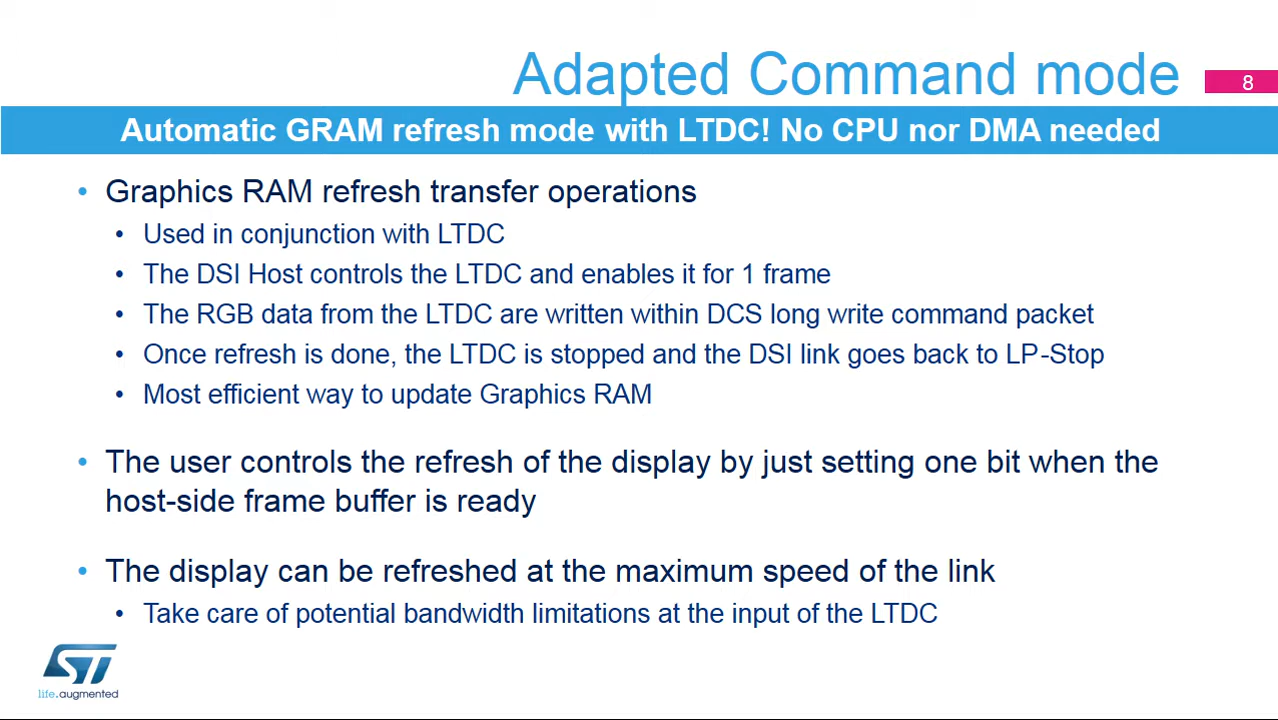 Adapted Command mode
8
Automatic GRAM refresh mode with LTDC! No CPU nor DMA needed
• Graphics RAM refresh transfer operations
• Used in conjunction with LTDC
• The DSI Host controls the LTDC and enables it for 1 frame
• The RGB data from the LTDC are written within DCS long write command packet
• Once refresh is done, the LTDC is stopped and the DSI link goes back to LP-Stop
• Most efficient way to update Graphics RAM
• The user controls the refresh of the display by just setting one bit when the
host-side frame buffer is ready
• The display can be refreshed at the maximum speed of the link
• Take care of potential bandwidth limitations at the input of the LTDC
ST
life.augmented